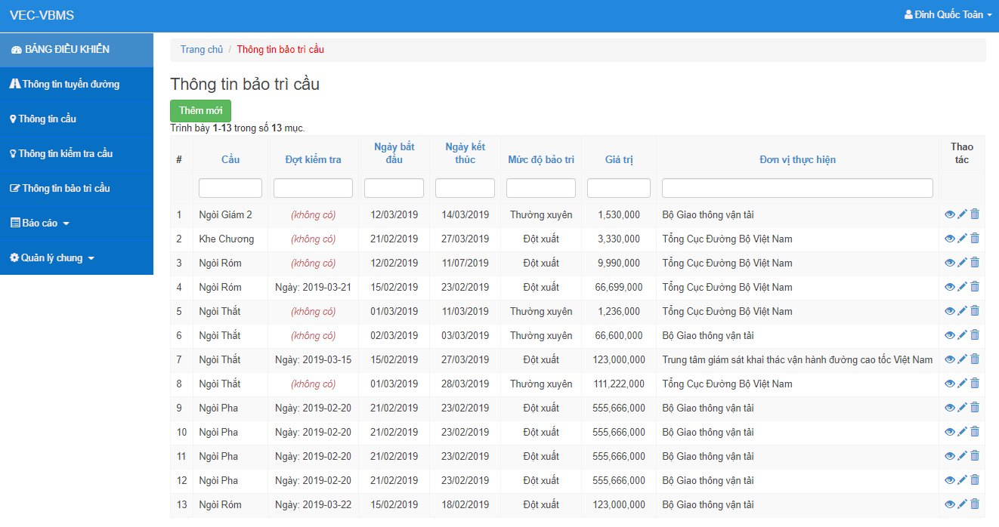 VEC-VBMS
Đinh Quốc Toàn
BẢNG ĐIỀU KHIỂN
Thông tin tuyến đường
Thông tin cầu
Thông tin kiểm tra cầu
Thông tin bảo trì cầu
Báo cáo
Quản lý chung
Trang chủ / Thông tin bảo trì cầu
Thông tin bảo trì cầu
Thêm mới
Trình bày 1-13 trong số 13 mục.
# Cầu Đợt kiểm tra Ngày bắt đầu Ngày kết thúc Mức độ bảo trì Giá trị Đơn vị thực hiện Thao tác
1 Ngòi Giám 2 (không có) 12/03/2019 14/03/2019 Thường xuyên 1,530,000 Bộ Giao thông vận tải
2 Khe Chương (không có) 21/02/2019 27/03/2019 Đột xuất 3,330,000 Tổng Cục Đường Bộ Việt Nam
3 Ngòi Róm (không có) 12/02/2019 11/07/2019 Đột xuất 9,990,000 Tổng Cục Đường Bộ Việt Nam
4 Ngòi Róm Ngày: 2019-03-21 15/02/2019 23/02/2019 Đột xuất 66,699,000 Tổng Cục Đường Bộ Việt Nam
5 Ngòi Thắt (không có) 01/03/2019 11/03/2019 Thường xuyên 1,236,000 Tổng Cục Đường Bộ Việt Nam
6 Ngòi Thắt (không có) 02/03/2019 03/03/2019 Thường xuyên 66,600,000 Bộ Giao thông vận tải
7 Ngòi Thắt Ngày: 2019-03-15 15/02/2019 27/03/2019 Đột xuất 123,000,000 Trung tâm giám sát khai thác vận hành đường cao tốc Việt Nam
8 Ngòi Thắt (không có) 01/03/2019 28/03/2019 Thường xuyên 111,222,000 Tổng Cục Đường Bộ Việt Nam
9 Ngòi Pha Ngày: 2019-02-20 21/02/2019 23/02/2019 Đột xuất 555,666,000 Bộ Giao thông vận tải
10 Ngòi Pha Ngày: 2019-02-20 21/02/2019 23/02/2019 Đột xuất 555,666,000 Bộ Giao thông vận tải
11 Ngòi Pha Ngày: 2019-02-20 21/02/2019 23/02/2019 Đột xuất 555,666,000 Bộ Giao thông vận tải
12 Ngòi Pha Ngày: 2019-02-20 21/02/2019 23/02/2019 Đột xuất 555,666,000 Bộ Giao thông vận tải
13 Ngòi Róm Ngày: 2019-03-22 15/02/2019 18/02/2019 Đột xuất 123,000,000 Bộ Giao thông vận tải